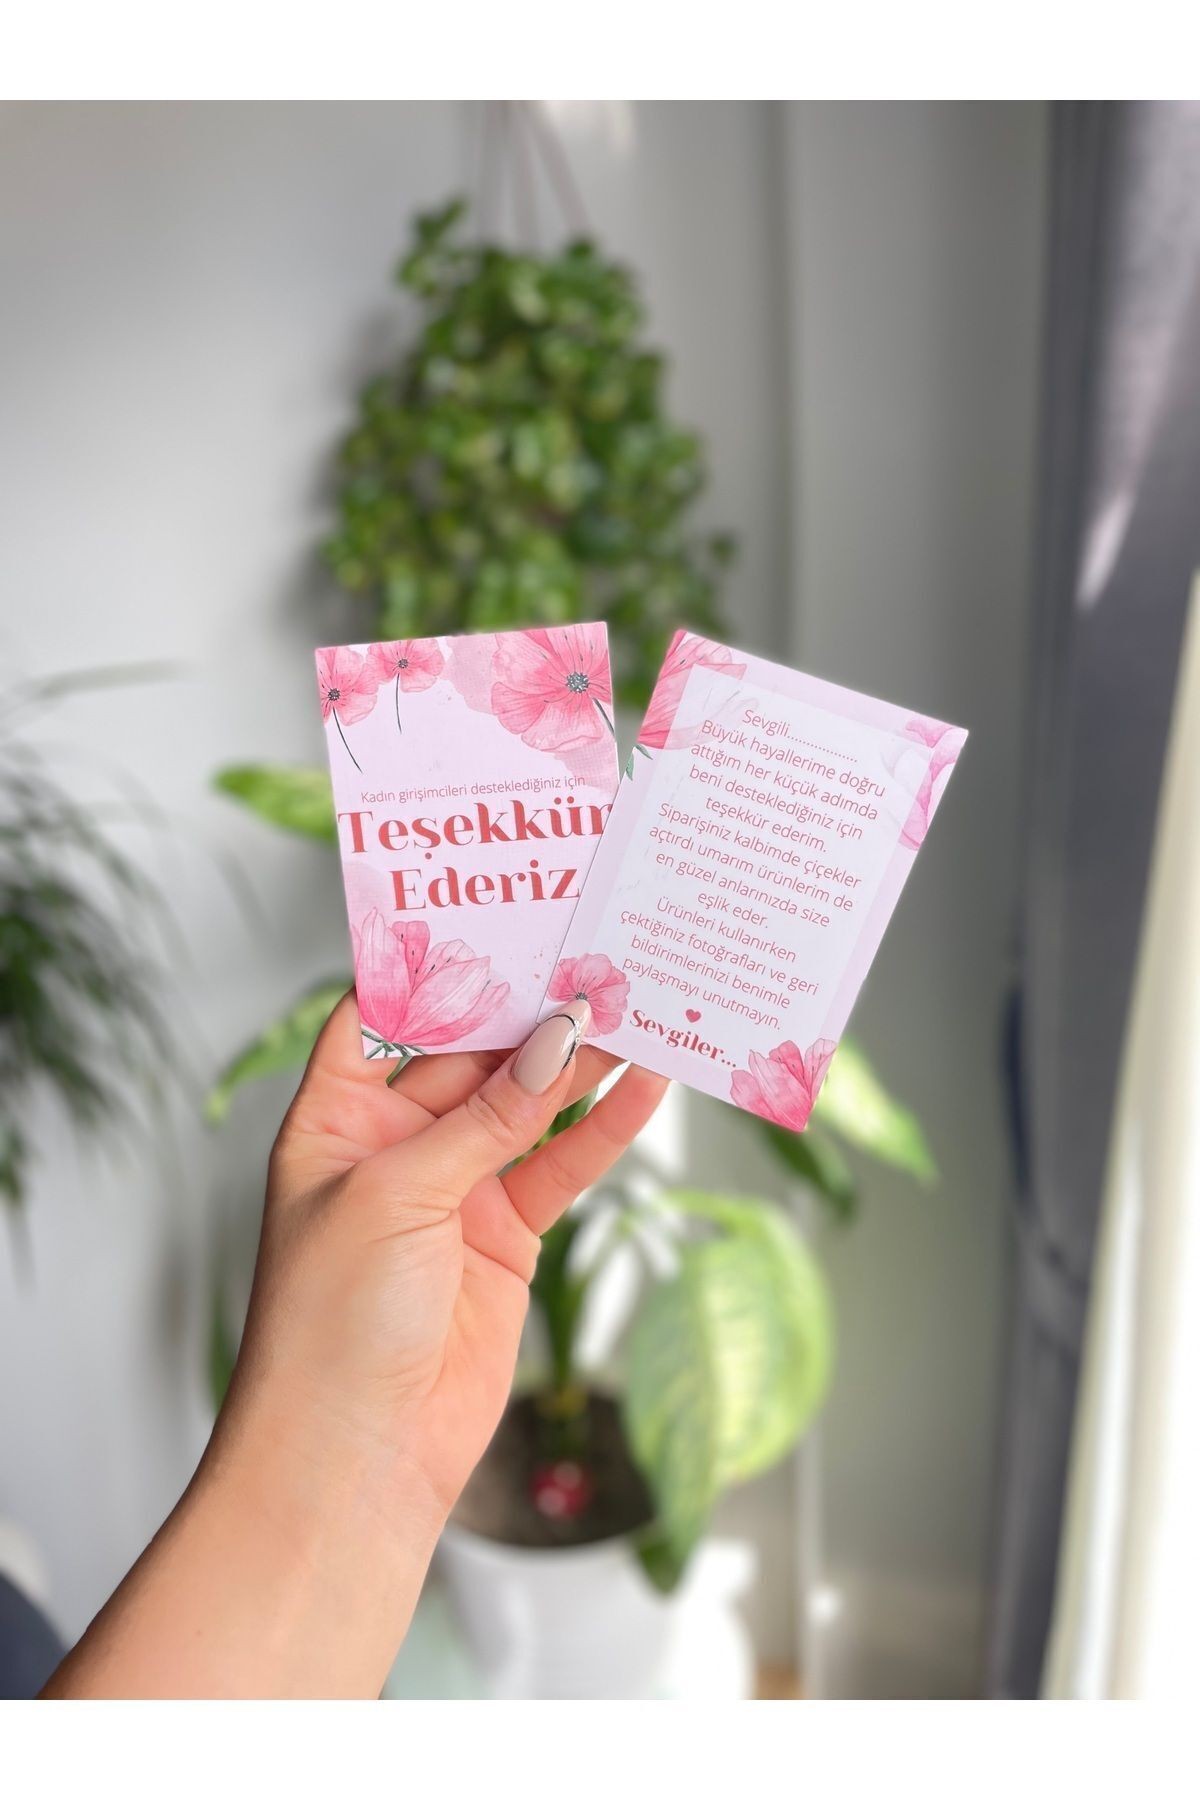 Kadın girişimcileri desteklediğiniz için
Teşekkür
Ederiz
Sevgili.................
Büyük hayallerime doğru
attığım her küçük adımda
beni desteklediğiniz için
teşekkür ederim.
Siparişiniz kalbimde çiçekler
açtırdı umarım ürünlerim de
en güzel anlarınızda size
eşlik eder.
Ürünleri kullanırken
çektiğiniz fotoğrafları ve geri
bildirimlerinizi benimle
paylaşmayı unutmayın.
Sevgiler...